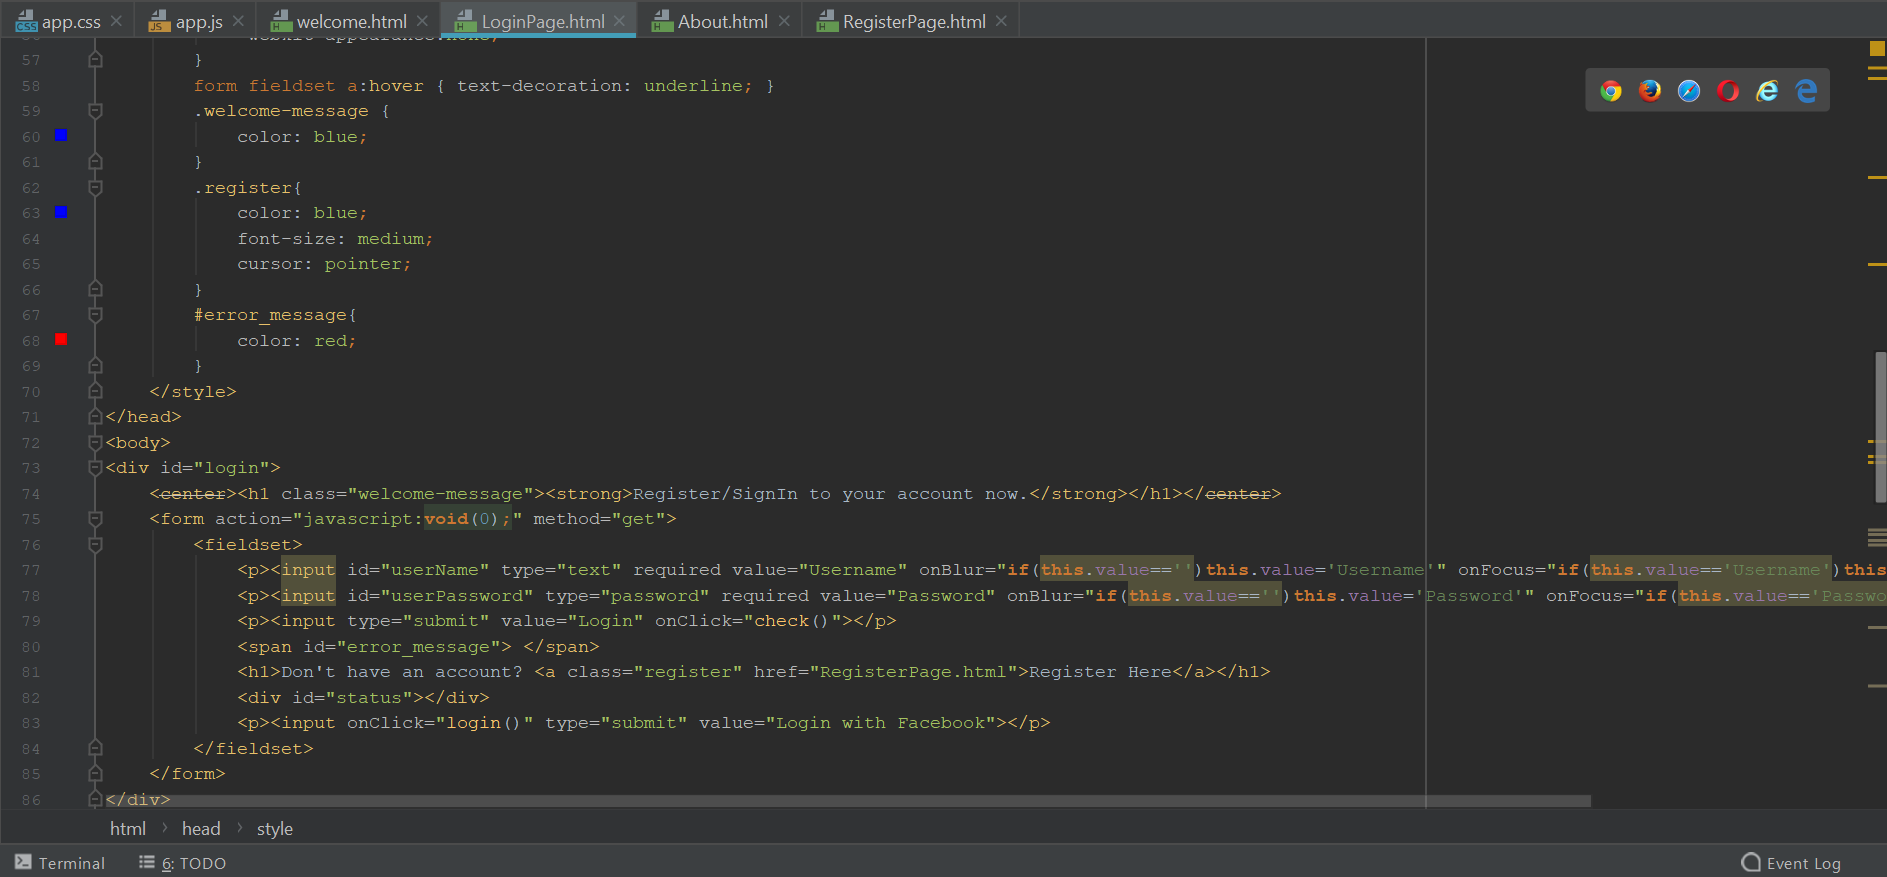 app.css app.js welcome.html LoginPage.html About.html RegisterPage.html
57 }
58 form fieldset a:hover { text-decoration: underline; }
59 .welcome-message {
60 color: blue;
61 }
62 .register{
63 color: blue;
64 font-size: medium;
65 cursor: pointer;
66 }
67 #error_message{
68 color: red;
69 }
70 </style>
71 </head>
72 <body>
73 <div id="login">
74 <center><h1 class="welcome-message"><strong>Register/SignIn to your account now.</strong></h1></center>
75 <form action="javascript:void(0);" method="get">
76 <fieldset>
77 <p><input id="userName" type="text" required value="Username" onBlur="if(this.value=='')this.value='Username'" onFocus="if(this.value=='Username')this
78 <p><input id="userPassword" type="password" required value="Password" onBlur="if(this.value=='')this.value='Password'" onFocus="if(this.value=='Passwo
79 <p><input type="submit" value="Login" onClick="check()"></p>
80 <span id="error_message"> </span>
81 <h1>Don't have an account? <a class="register" href="RegisterPage.html">Register Here</a></h1>
82 <div id="status"></div>
83 <p><input onClick="login()" type="submit" value="Login with Facebook"></p>
84 </fieldset>
85 </form>
86 </div>
html › head › style
Terminal 6: TODO Event Log